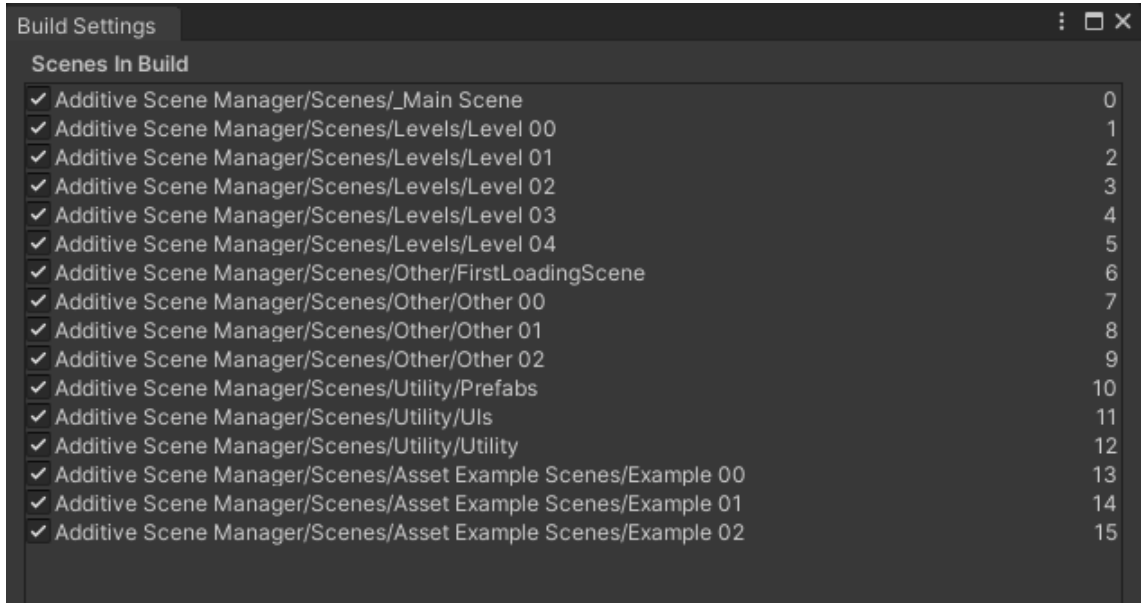 Build Settings
Scenes In Build
Additive Scene Manager/Scenes/_Main Scene 0
Additive Scene Manager/Scenes/Levels/Level 00 1
Additive Scene Manager/Scenes/Levels/Level 01 2
Additive Scene Manager/Scenes/Levels/Level 02 3
Additive Scene Manager/Scenes/Levels/Level 03 4
Additive Scene Manager/Scenes/Levels/Level 04 5
Additive Scene Manager/Scenes/Other/FirstLoadingScene 6
Additive Scene Manager/Scenes/Other/Other 00 7
Additive Scene Manager/Scenes/Other/Other 01 8
Additive Scene Manager/Scenes/Other/Other 02 9
Additive Scene Manager/Scenes/Utility/Prefabs 10
Additive Scene Manager/Scenes/Utility/UIs 11
Additive Scene Manager/Scenes/Utility/Utility 12
Additive Scene Manager/Scenes/Asset Example Scenes/Example 00 13
Additive Scene Manager/Scenes/Asset Example Scenes/Example 01 14
Additive Scene Manager/Scenes/Asset Example Scenes/Example 02 15